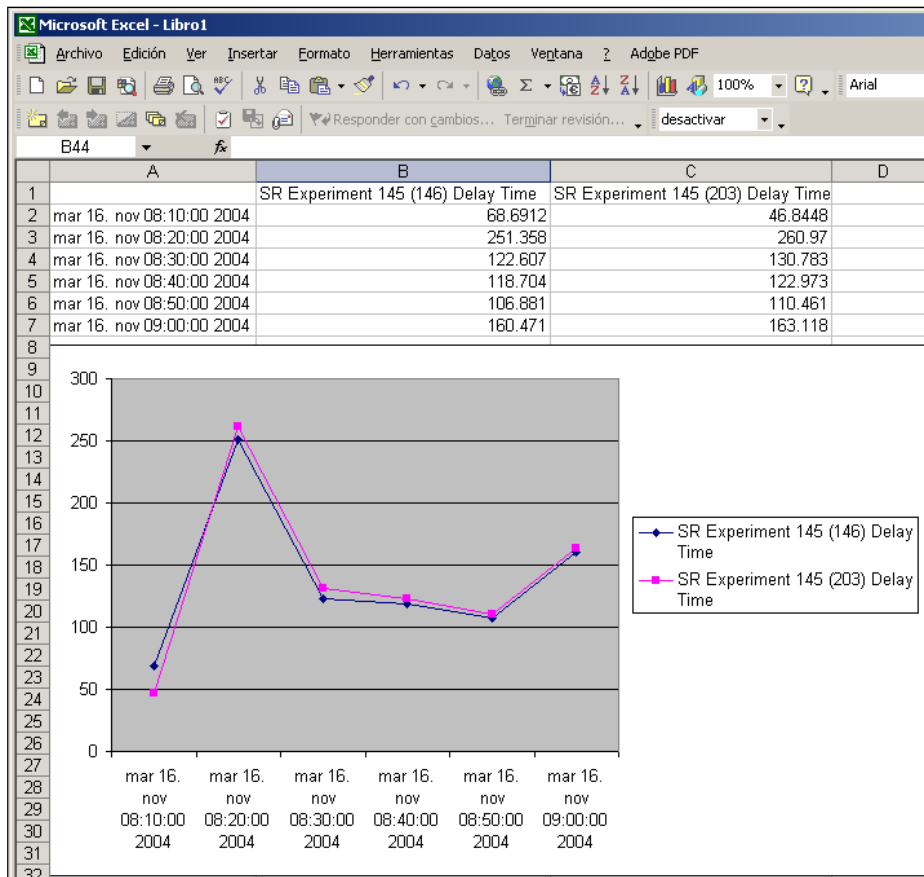 Microsoft Excel - Libro1
Archivo Edición Ver Insertar Formato Herramientas Datos Ventana ? Adobe PDF
100% Arial
Responder con cambios... Terminar revisión... desactivar
B44 fx
A B C D
1 SR Experiment 145 (146) Delay Time SR Experiment 145 (203) Delay Time
2 mar 16. nov 08:10:00 2004 68.6912 46.8448
3 mar 16. nov 08:20:00 2004 251.358 260.97
4 mar 16. nov 08:30:00 2004 122.607 130.783
5 mar 16. nov 08:40:00 2004 118.704 122.973
6 mar 16. nov 08:50:00 2004 106.881 110.461
7 mar 16. nov 09:00:00 2004 160.471 163.118
8
9
10
11
12
13
14
15
16
17
18
19
20
21
22
23
24
25
26
27
28
29
30
31
32
300
250
200
150
100
50
0
mar 16. mar 16. mar 16. mar 16. mar 16. mar 16.
nov nov nov nov nov nov
08:10:00 08:20:00 08:30:00 08:40:00 08:50:00 09:00:00
2004 2004 2004 2004 2004 2004
SR Experiment 145 (146) Delay
Time
SR Experiment 145 (203) Delay
Time